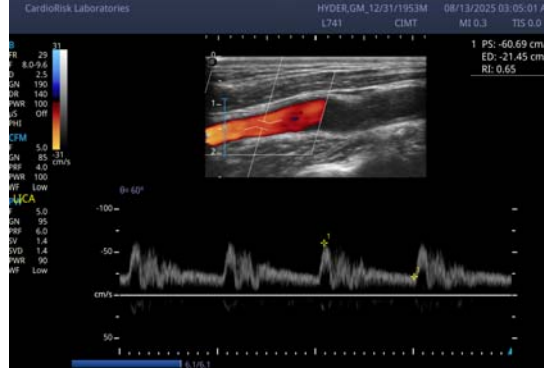 CardioRisk Laboratories
HYDER,GM_12/31/1953M
08/13/2025 03:05:01 A
L741
CIMT
MI 0.3
TIS 0.0
1 PS: -60.69 cm
ED: -21.45 cm
RI: 0.65
B
FR 29
F 8.0-9.6
D 2.5
GN 190
DR 140
PWR 100
µS Off
PHI
31
-31
cm/s
1
2
CFM
F 5.0
GN 85
PRF 4.0
PWR 100
WF Low
LICA
F 5.0
GN 95
PRF 6.0
SV 1.4
SVD 1.4
PWR 90
WF Low
θ= 60°
-100
-50
cm/s
50
1
6.1/6.1